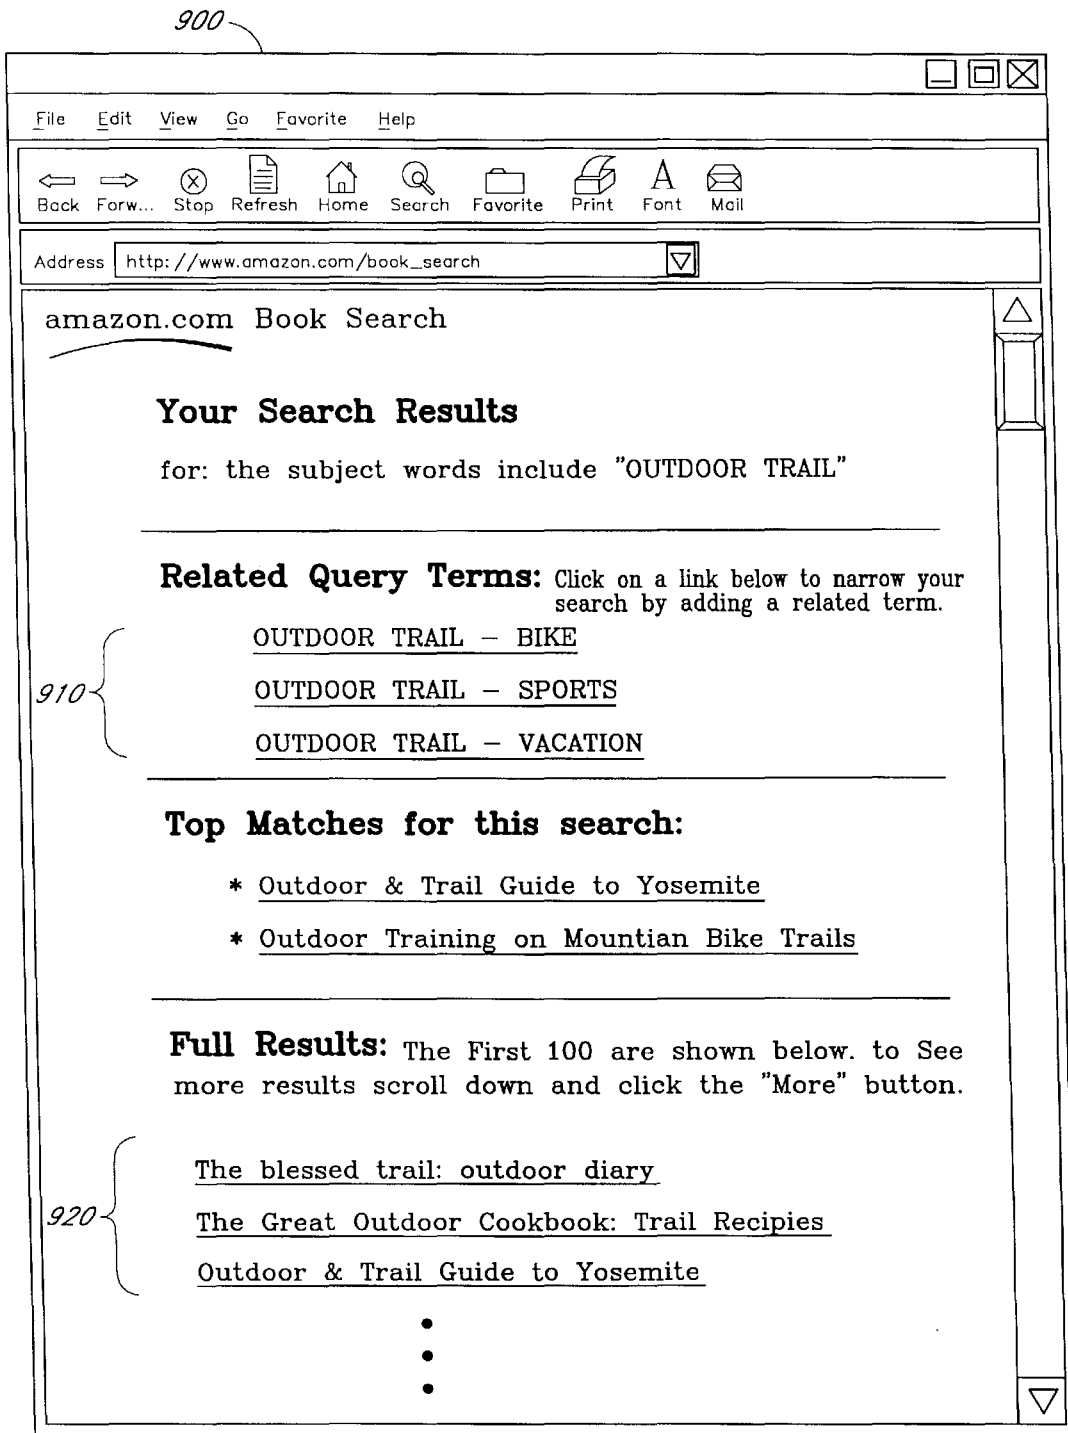 900
File Edit View Go Favorite Help
Back Forw... Stop Refresh Home Search Favorite Print Font Mail
Address http://www.amazon.com/book_search
amazon.com Book Search
Your Search Results
for: the subject words include "OUTDOOR TRAIL"
Related Query Terms: Click on a link below to narrow your
search by adding a related term.
OUTDOOR TRAIL – BIKE
910
OUTDOOR TRAIL – SPORTS
OUTDOOR TRAIL – VACATION
Top Matches for this search:
* Outdoor & Trail Guide to Yosemite
* Outdoor Training on Mountian Bike Trails
Full Results: The First 100 are shown below. to See
more results scroll down and click the "More" button.
The blessed trail: outdoor diary
920
The Great Outdoor Cookbook: Trail Recipies
Outdoor & Trail Guide to Yosemite